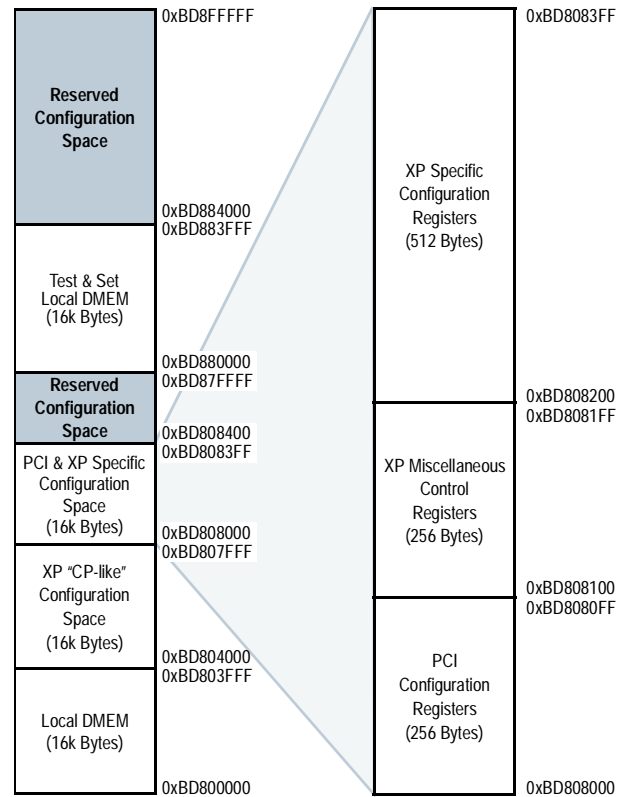 0xBD8FFFFF
Reserved
Configuration
Space
0xBD884000
0xBD883FFF
Test & Set
Local DMEM
(16k Bytes)
0xBD880000
0xBD87FFFF
Reserved
Configuration
Space
0xBD808400
0xBD8083FF
PCI & XP Specific
Configuration
Space
(16k Bytes)
0xBD808000
0xBD807FFF
XP “CP-like”
Configuration
Space
(16k Bytes)
0xBD804000
0xBD803FFF
Local DMEM
(16k Bytes)
0xBD800000
0xBD8083FF
XP Specific
Configuration
Registers
(512 Bytes)
0xBD808200
0xBD8081FF
XP Miscellaneous
Control
Registers
(256 Bytes)
0xBD808100
0xBD8080FF
PCI
Configuration
Registers
(256 Bytes)
0xBD808000